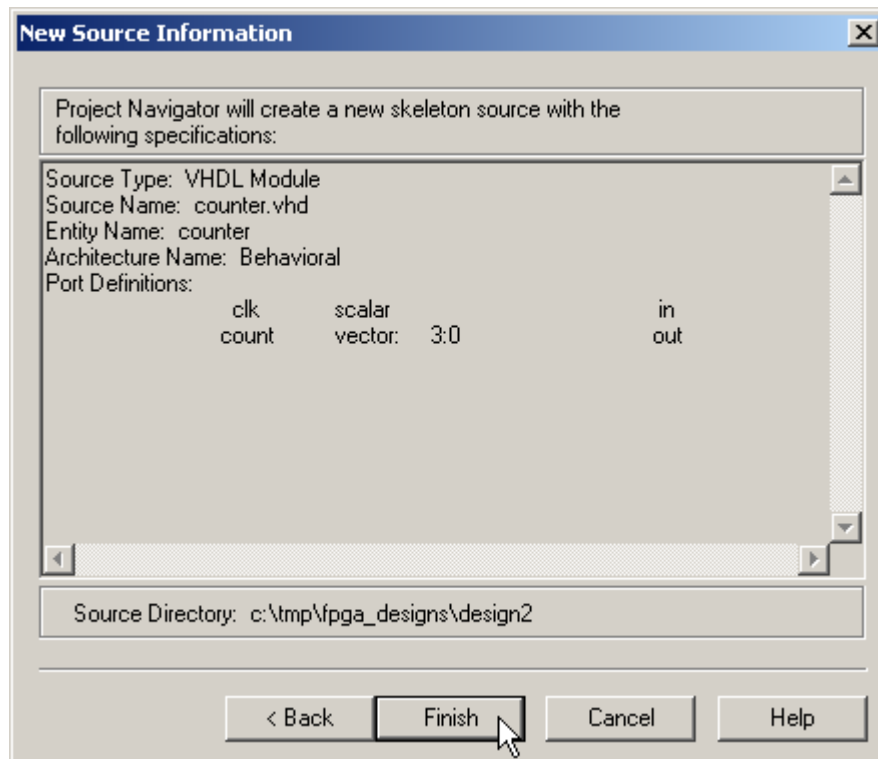 New Source Information
Project Navigator will create a new skeleton source with the
following specifications:
Source Type: VHDL Module
Source Name: counter.vhd
Entity Name: counter
Architecture Name: Behavioral
Port Definitions:
clk scalar in
count vector: 3:0 out
Source Directory: c:\tmp\fpga_designs\design2
< Back Finish Cancel Help